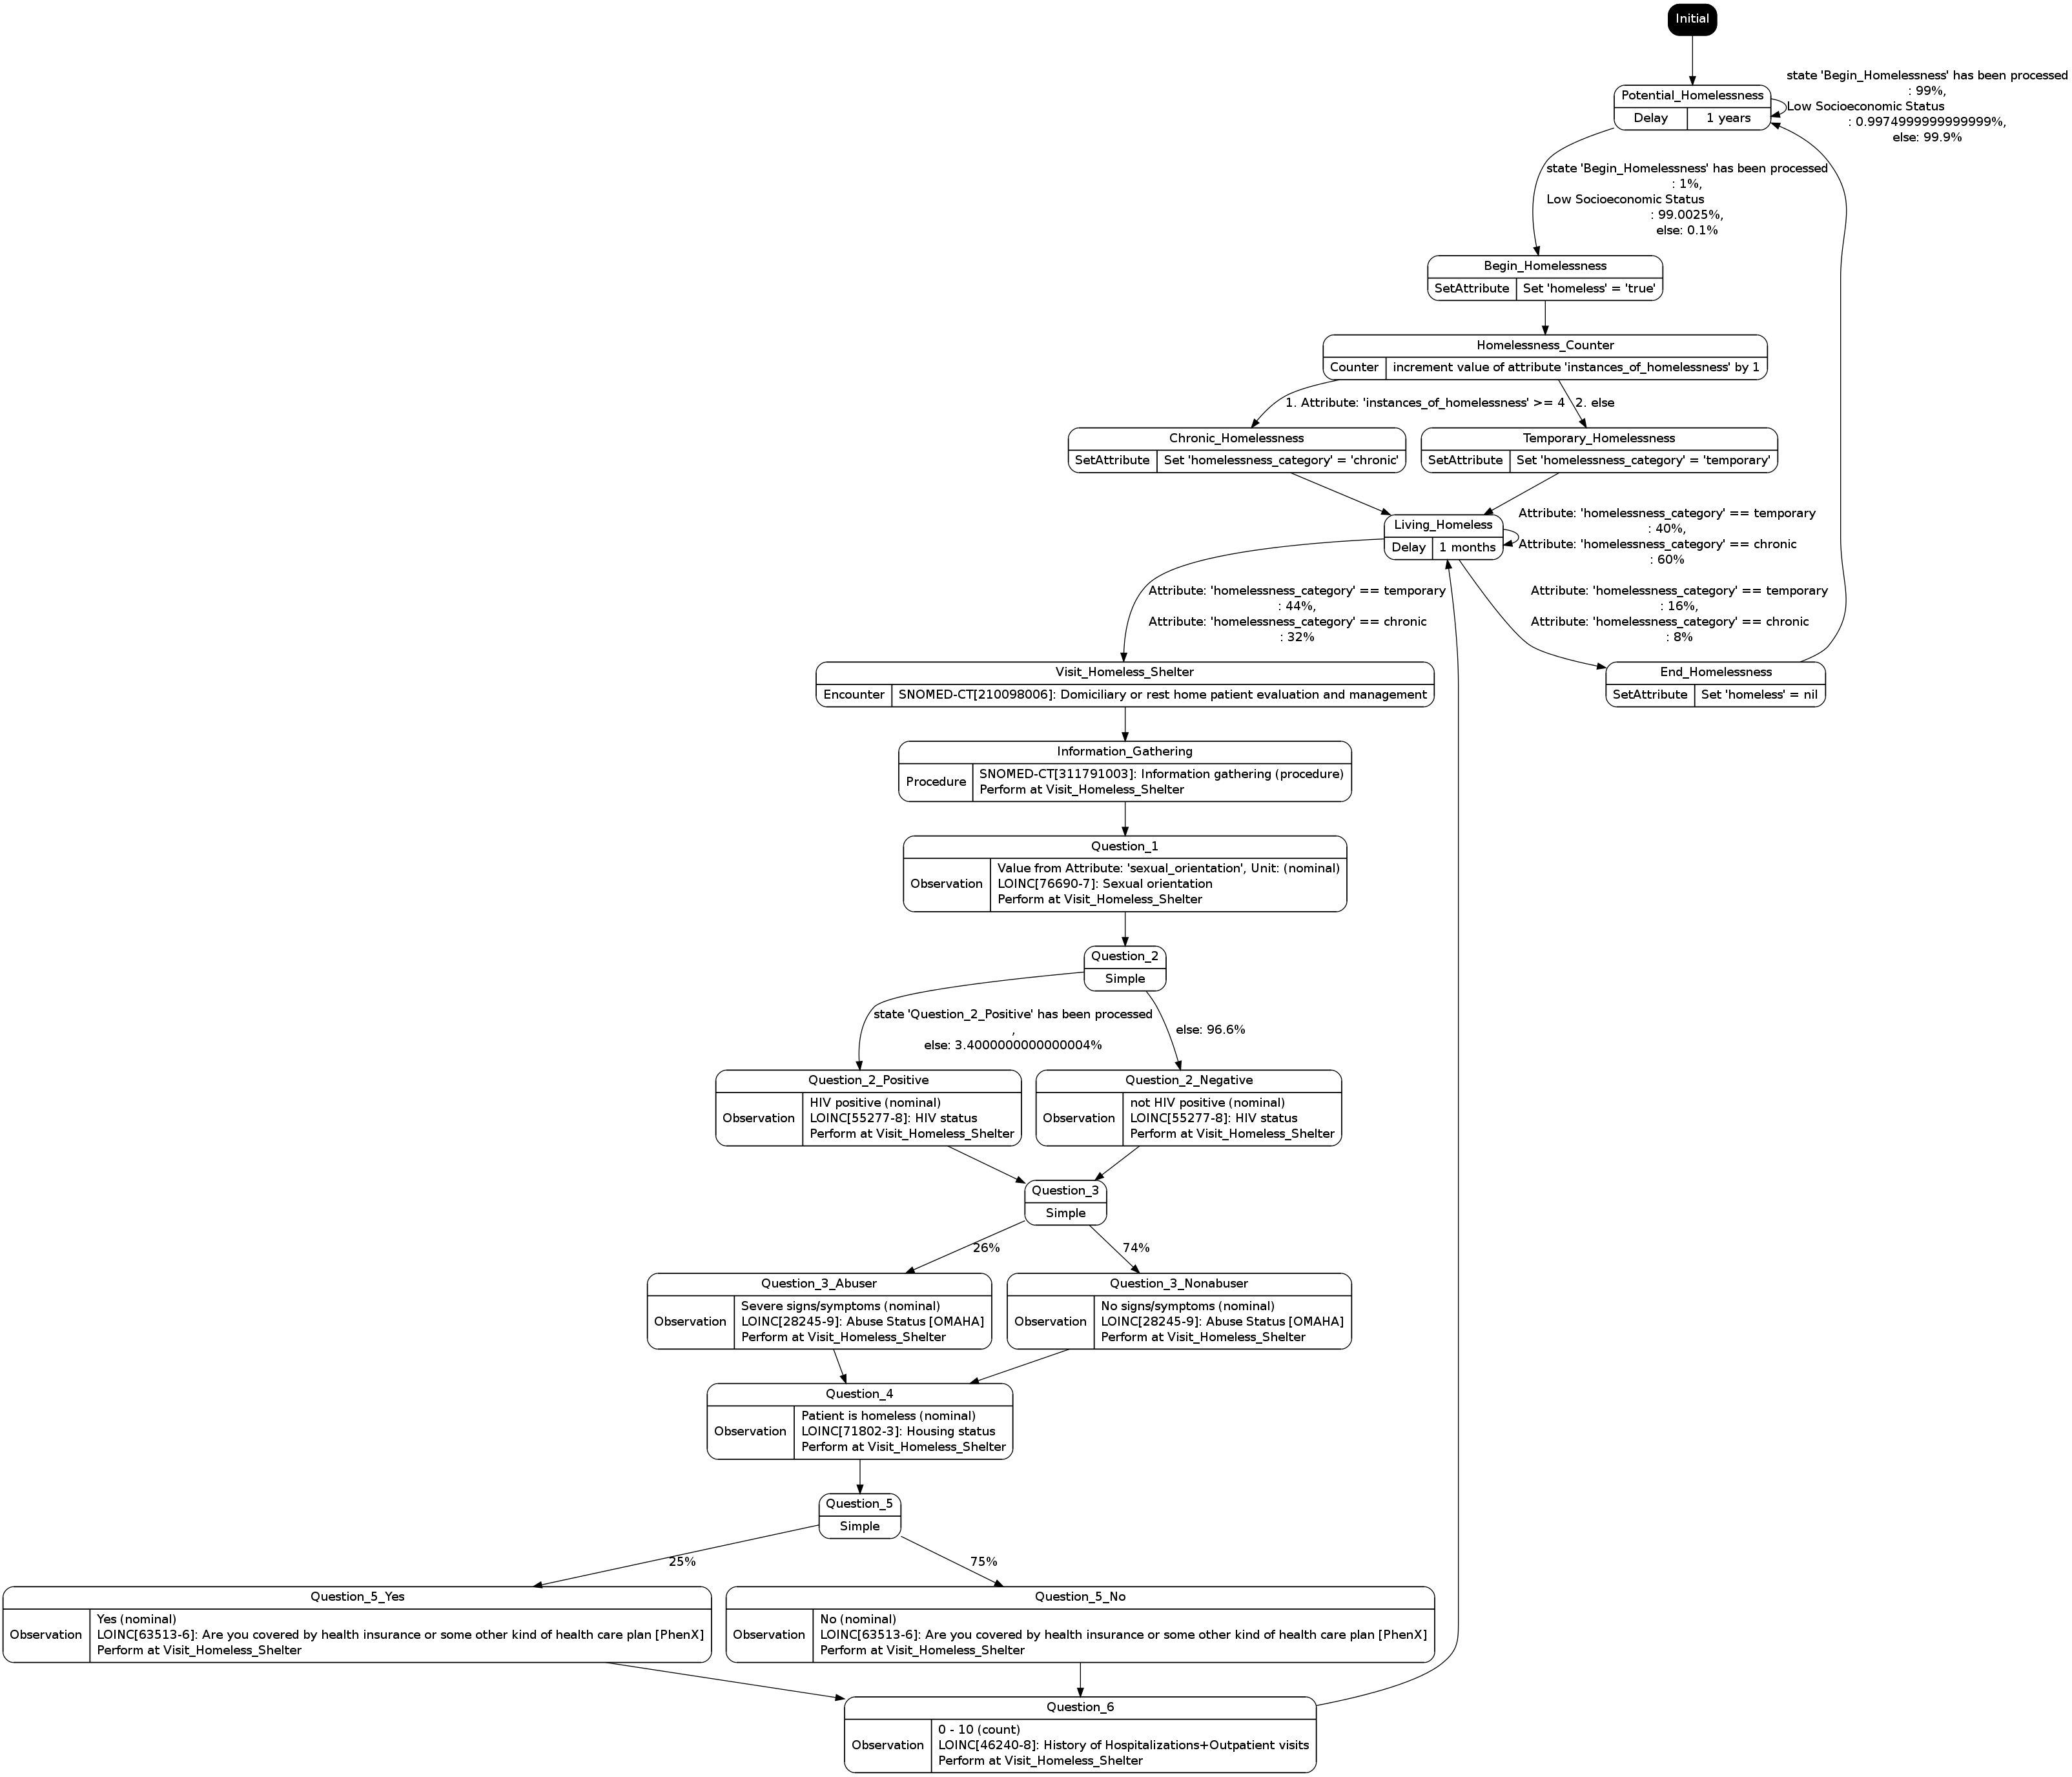 Initial
Potential_Homelessness
Delay 1 years
state 'Begin_Homelessness' has been processed
: 99%,
Low Socioeconomic Status
: 0.9974999999999999%,
else: 99.9%
state 'Begin_Homelessness' has been processed
: 1%,
Low Socioeconomic Status
: 99.0025%,
else: 0.1%
Begin_Homelessness
SetAttribute Set 'homeless' = 'true'
Homelessness_Counter
Counter increment value of attribute 'instances_of_homelessness' by 1
1. Attribute: 'instances_of_homelessness' >= 4
2. else
Chronic_Homelessness
SetAttribute Set 'homelessness_category' = 'chronic'
Temporary_Homelessness
SetAttribute Set 'homelessness_category' = 'temporary'
Living_Homeless
Delay 1 months
Attribute: 'homelessness_category' == temporary
: 40%,
Attribute: 'homelessness_category' == chronic
: 60%
Attribute: 'homelessness_category' == temporary
: 44%,
Attribute: 'homelessness_category' == chronic
: 32%
Attribute: 'homelessness_category' == temporary
: 16%,
Attribute: 'homelessness_category' == chronic
: 8%
Visit_Homeless_Shelter
Encounter SNOMED-CT[210098006]: Domiciliary or rest home patient evaluation and management
End_Homelessness
SetAttribute Set 'homeless' = nil
Information_Gathering
Procedure
SNOMED-CT[311791003]: Information gathering (procedure)
Perform at Visit_Homeless_Shelter
Question_1
Observation
Value from Attribute: 'sexual_orientation', Unit: (nominal)
LOINC[76690-7]: Sexual orientation
Perform at Visit_Homeless_Shelter
Question_2
Simple
state 'Question_2_Positive' has been processed
,
else: 3.4000000000000004%
else: 96.6%
Question_2_Positive
Observation
HIV positive (nominal)
LOINC[55277-8]: HIV status
Perform at Visit_Homeless_Shelter
Question_2_Negative
Observation
not HIV positive (nominal)
LOINC[55277-8]: HIV status
Perform at Visit_Homeless_Shelter
Question_3
Simple
26%
74%
Question_3_Abuser
Observation
Severe signs/symptoms (nominal)
LOINC[28245-9]: Abuse Status [OMAHA]
Perform at Visit_Homeless_Shelter
Question_3_Nonabuser
Observation
No signs/symptoms (nominal)
LOINC[28245-9]: Abuse Status [OMAHA]
Perform at Visit_Homeless_Shelter
Question_4
Observation
Patient is homeless (nominal)
LOINC[71802-3]: Housing status
Perform at Visit_Homeless_Shelter
Question_5
Simple
25%
75%
Question_5_Yes
Observation
Yes (nominal)
LOINC[63513-6]: Are you covered by health insurance or some other kind of health care plan [PhenX]
Perform at Visit_Homeless_Shelter
Question_5_No
Observation
No (nominal)
LOINC[63513-6]: Are you covered by health insurance or some other kind of health care plan [PhenX]
Perform at Visit_Homeless_Shelter
Question_6
Observation
0 - 10 (count)
LOINC[46240-8]: History of Hospitalizations+Outpatient visits
Perform at Visit_Homeless_Shelter